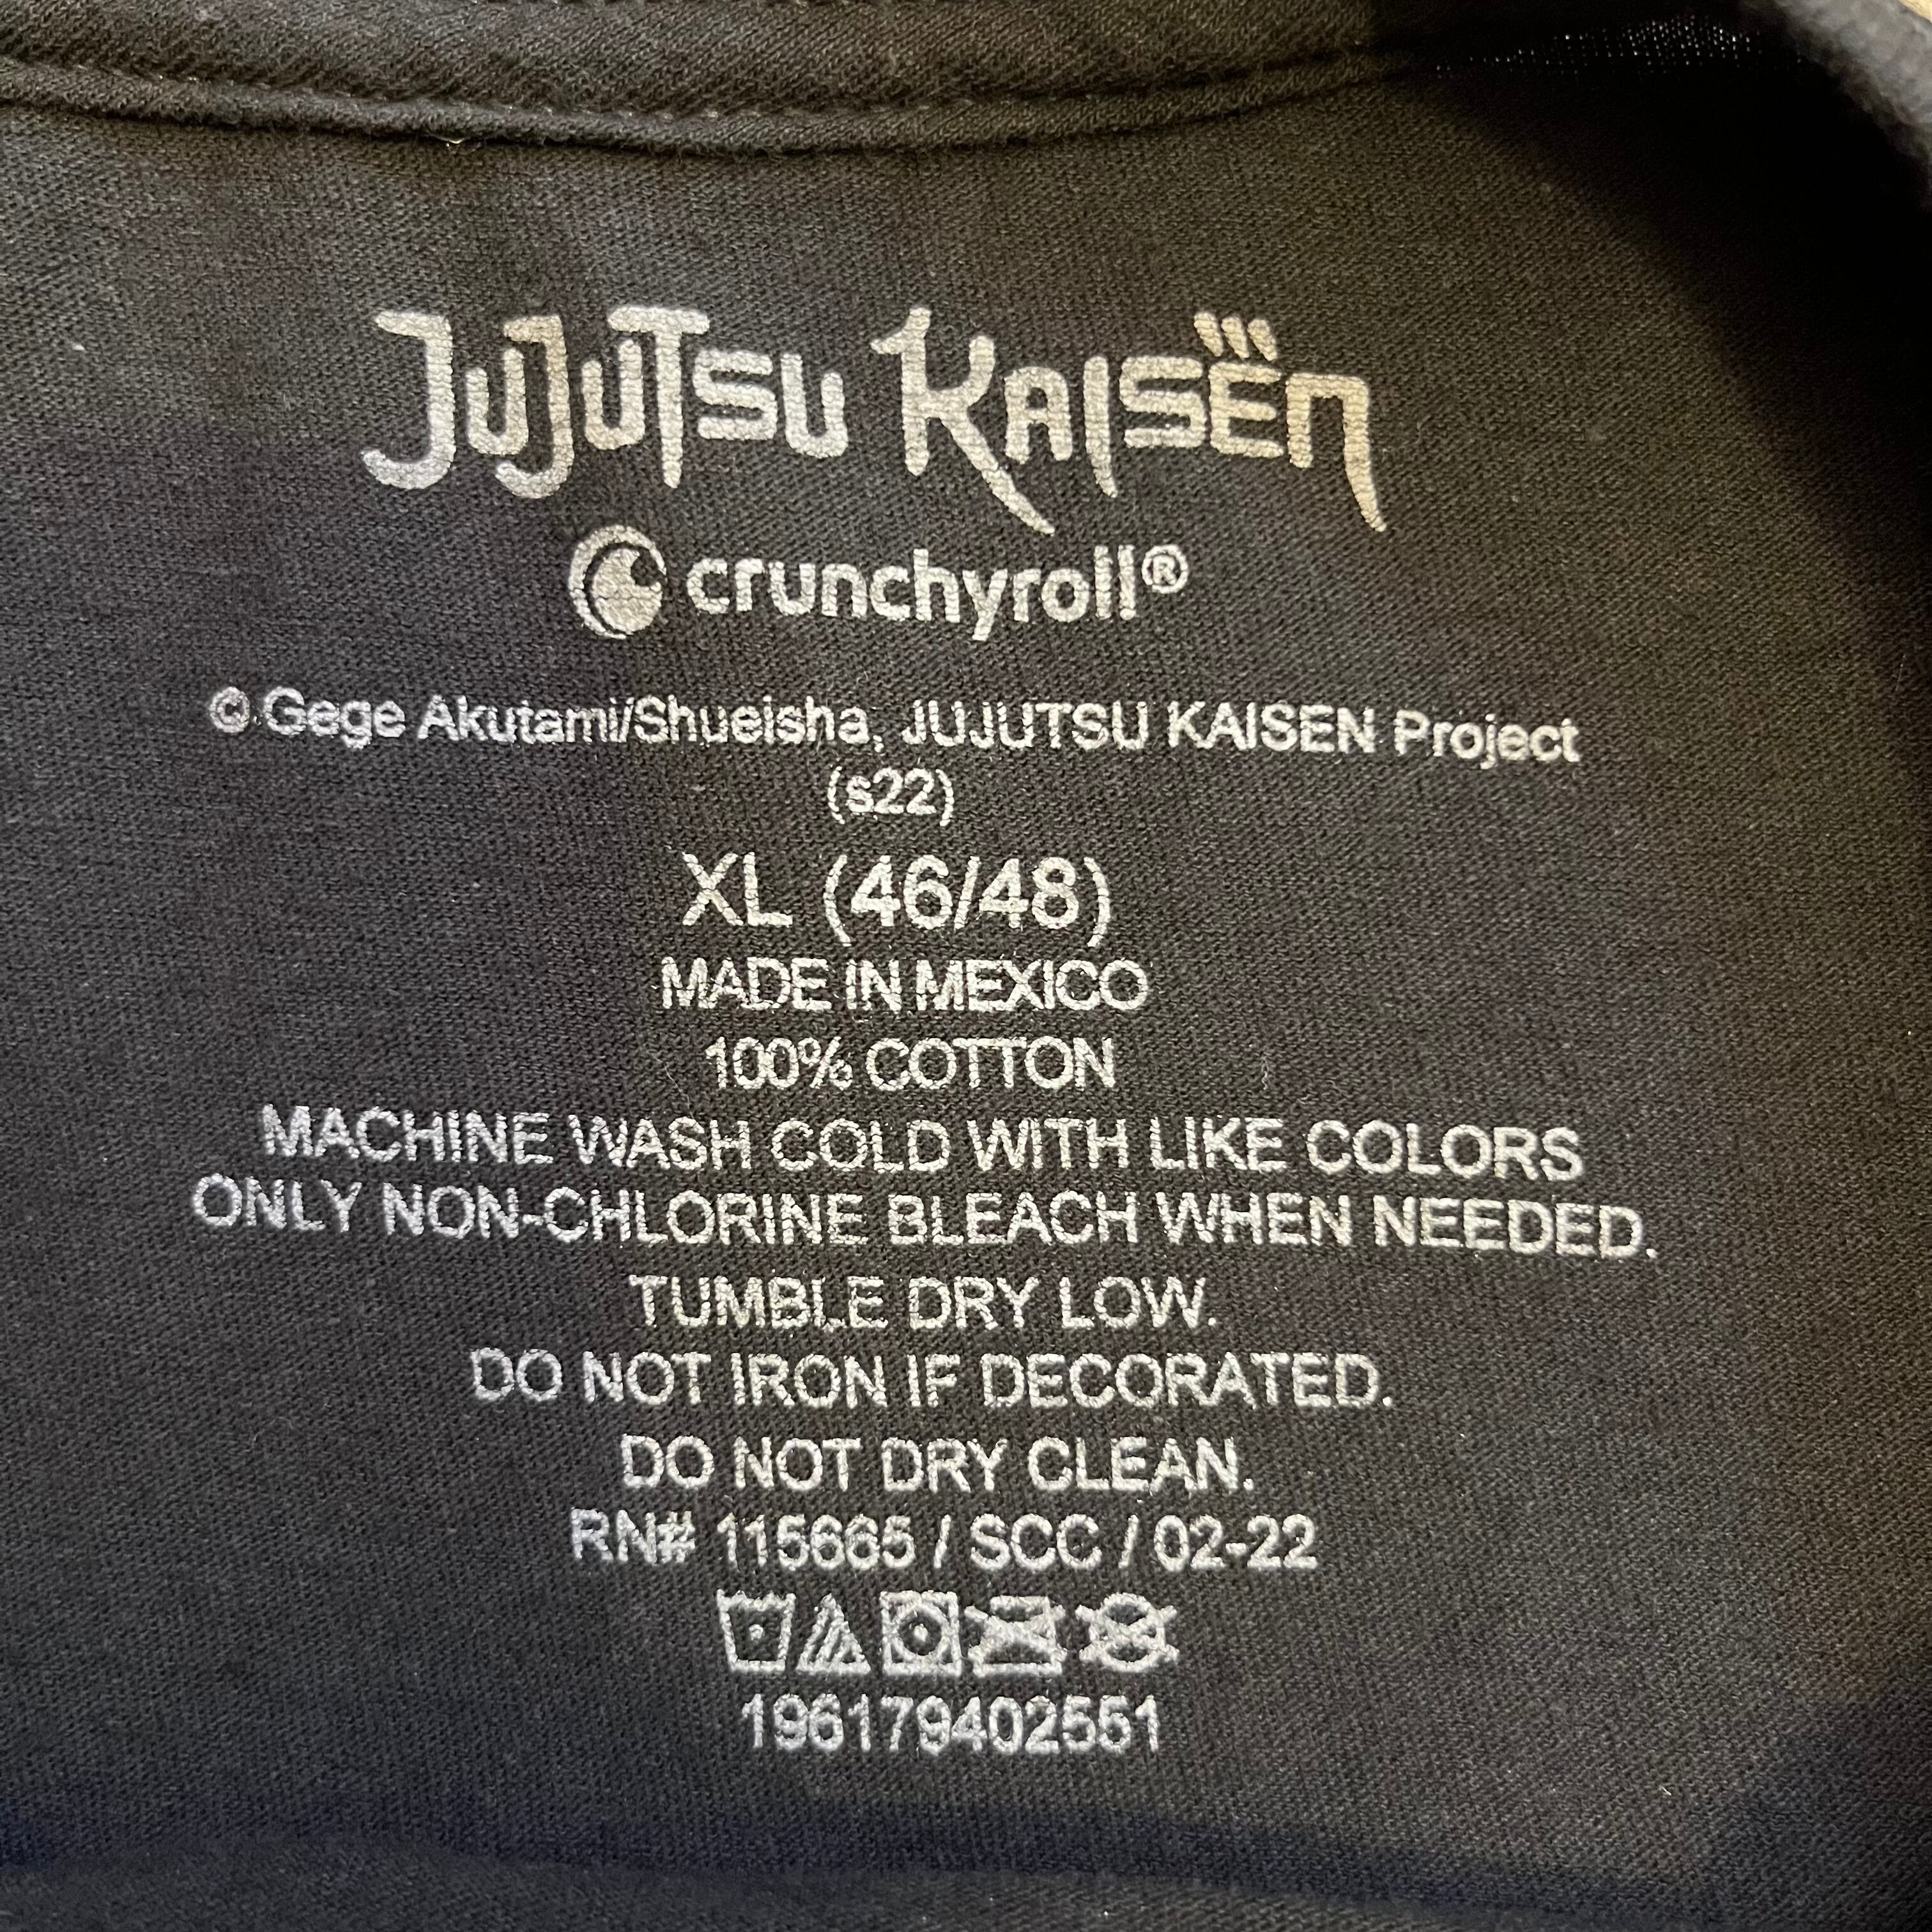 JUJUTSU KAISEN
crunchyroll®
© Gege Akutami/Shueisha, JUJUTSU KAISEN Project
(s22)
XL (46/48)
MADE IN MEXICO
100% COTTON
MACHINE WASH COLD WITH LIKE COLORS
ONLY NON-CHLORINE BLEACH WHEN NEEDED.
TUMBLE DRY LOW.
DO NOT IRON IF DECORATED.
DO NOT DRY CLEAN.
RN# 115665 / SCC / 02-22
196179402551